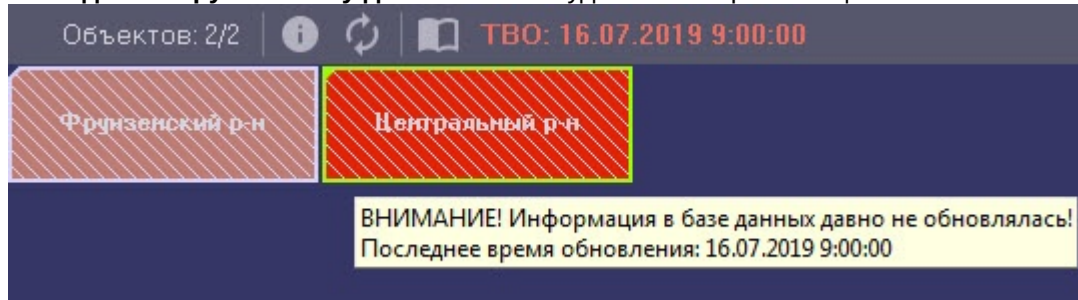 Объектов: 2/2 ТВО: 16.07.2019 9:00:00
Фрунзенский р-н Центральный р-н
ВНИМАНИЕ! Информация в базе данных давно не обновлялась!
Последнее время обновления: 16.07.2019 9:00:00